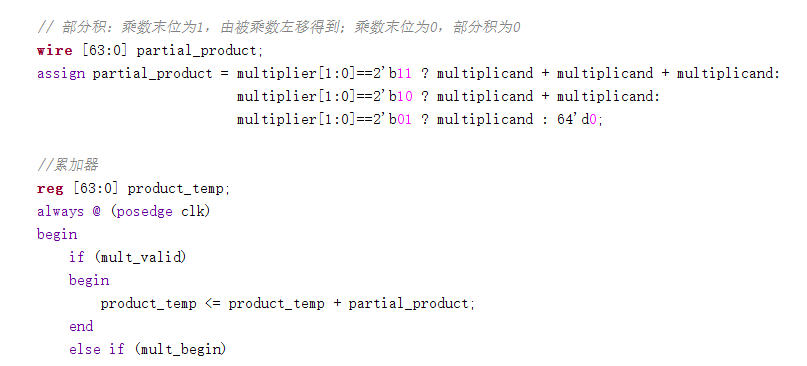 // 部分积：乘数末位为1，由被乘数左移得到；乘数末位为0，部分积为0
wire [63:0] partial_product;
assign partial_product = multiplier[1:0]==2'b11 ? multiplicand + multiplicand + multiplicand:
multiplier[1:0]==2'b10 ? multiplicand + multiplicand:
multiplier[1:0]==2'b01 ? multiplicand : 64'd0;
//累加器
reg [63:0] product_temp;
always @ (posedge clk)
begin
if (mult_valid)
begin
product_temp <= product_temp + partial_product;
end
else if (mult_begin)